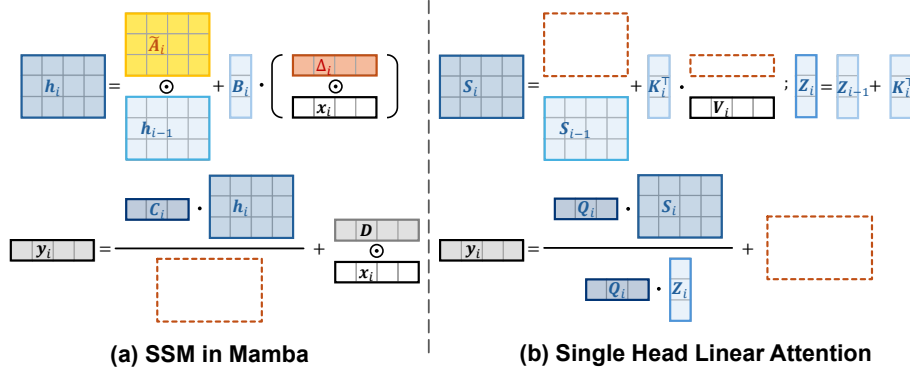 h_i = Ã_i ⊙ h_{i-1} + B_i · ( Δ_i ⊙ x_i )
y_i = C_i · h_i + D ⊙ x_i
(a) SSM in Mamba
S_i = S_{i-1} + K_i^⊤ · V_i ; Z_i = Z_{i-1} + K_i^⊤
y_i = Q_i · S_i / Q_i · Z_i +
(b) Single Head Linear Attention